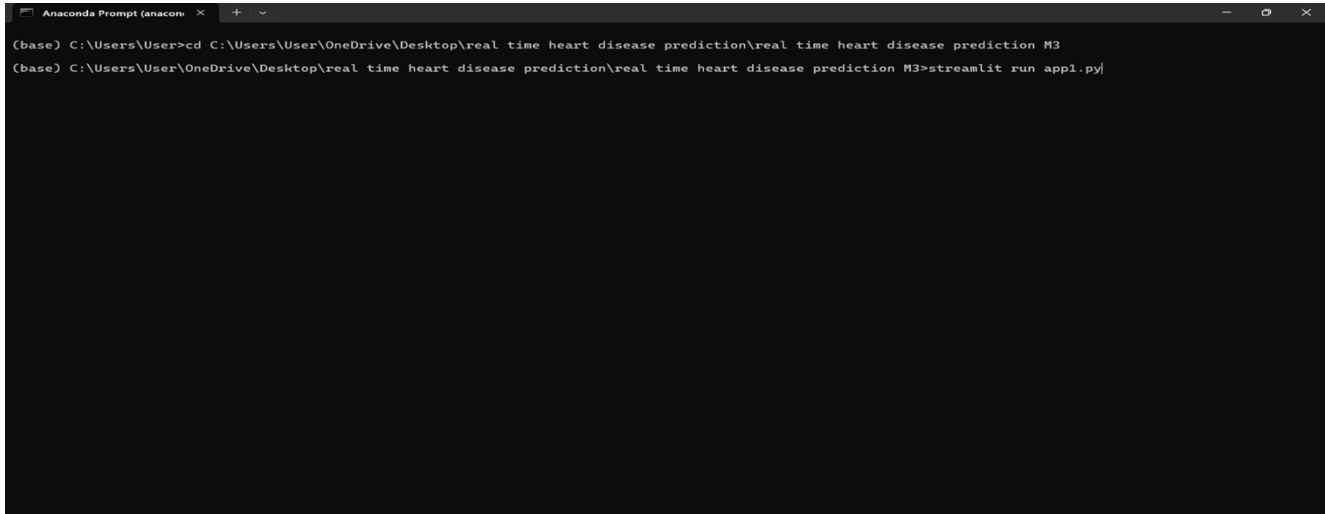 Anaconda Prompt (anacon
(base) C:\Users\User>cd C:\Users\User\OneDrive\Desktop\real time heart disease prediction\real time heart disease prediction M3
(base) C:\Users\User\OneDrive\Desktop\real time heart disease prediction\real time heart disease prediction M3>streamlit run app1.py